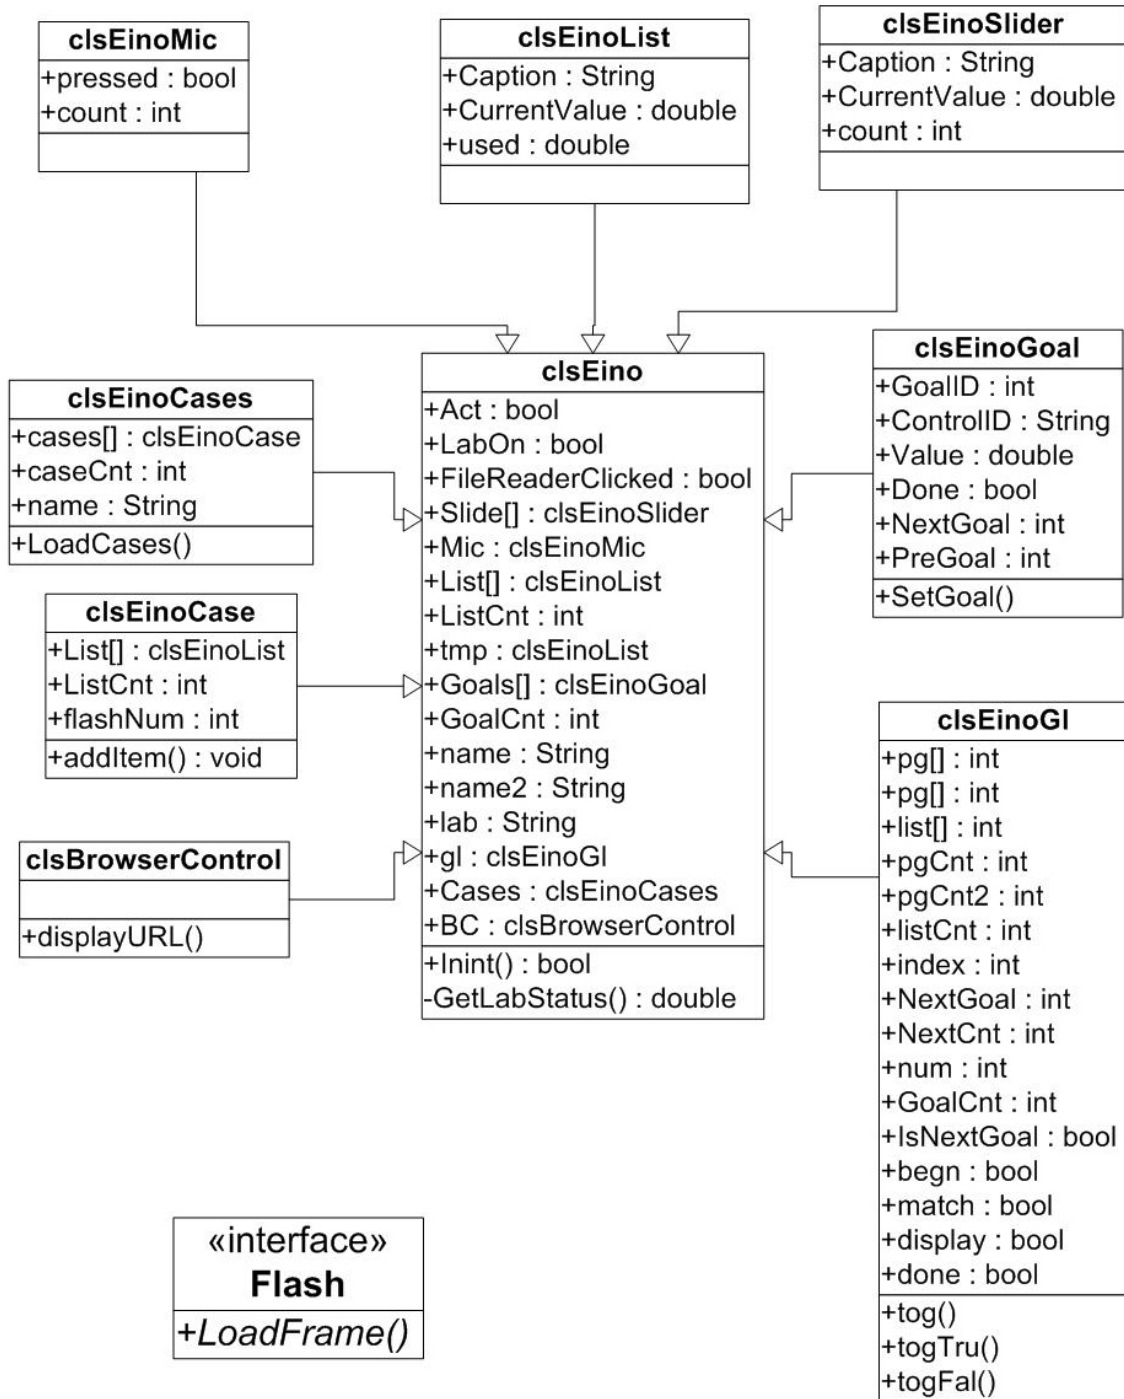 clsEinoMic
+pressed : bool
+count : int
clsEinoList
+Caption : String
+CurrentValue : double
+used : double
clsEinoSlider
+Caption : String
+CurrentValue : double
+count : int
clsEinoCases
+cases[] : clsEinoCase
+caseCnt : int
+name : String
+LoadCases()
clsEinoCase
+List[] : clsEinoList
+ListCnt : int
+flashNum : int
+addItem() : void
clsBrowserControl
+displayURL()
clsEino
+Act : bool
+LabOn : bool
+FileReaderClicked : bool
+Slide[] : clsEinoSlider
+Mic : clsEinoMic
+List[] : clsEinoList
+ListCnt : int
+tmp : clsEinoList
+Goals[] : clsEinoGoal
+GoalCnt : int
+name : String
+name2 : String
+lab : String
+gl : clsEinoGl
+Cases : clsEinoCases
+BC : clsBrowserControl
+Inint() : bool
-GetLabStatus() : double
clsEinoGoal
+GoalID : int
+ControlID : String
+Value : double
+Done : bool
+NextGoal : int
+PreGoal : int
+SetGoal()
clsEinoGl
+pg[] : int
+pg[] : int
+list[] : int
+pgCnt : int
+pgCnt2 : int
+listCnt : int
+index : int
+NextGoal : int
+NextCnt : int
+num : int
+GoalCnt : int
+IsNextGoal : bool
+begn : bool
+match : bool
+display : bool
+done : bool
+tog()
+togTru()
+togFal()
«interface»
Flash
+LoadFrame()